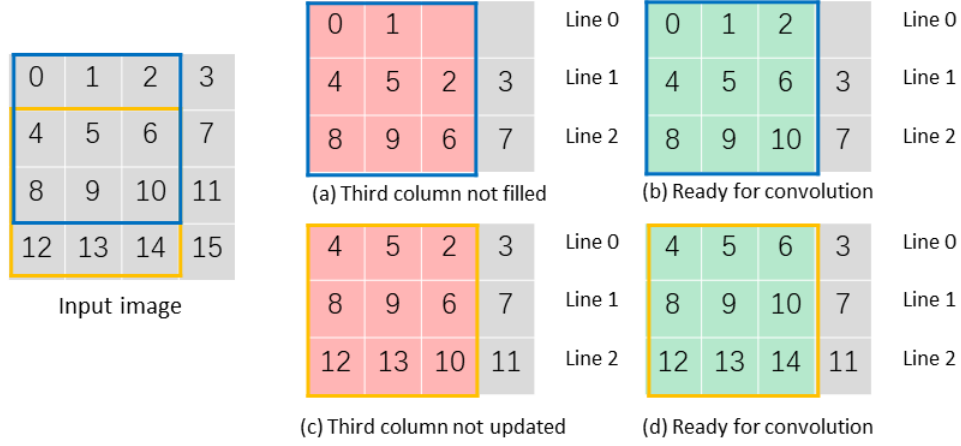 0 1 Line 0
4 5 2 3 Line 1
8 9 6 7 Line 2
(a) Third column not filled
0 1 2 Line 0
4 5 6 3 Line 1
8 9 10 7 Line 2
(b) Ready for convolution
0 1 2 3
4 5 6 7
8 9 10 11
12 13 14 15
Input image
4 5 2 3 Line 0
8 9 6 7 Line 1
12 13 10 11 Line 2
(c) Third column not updated
4 5 6 3 Line 0
8 9 10 7 Line 1
12 13 14 11 Line 2
(d) Ready for convolution